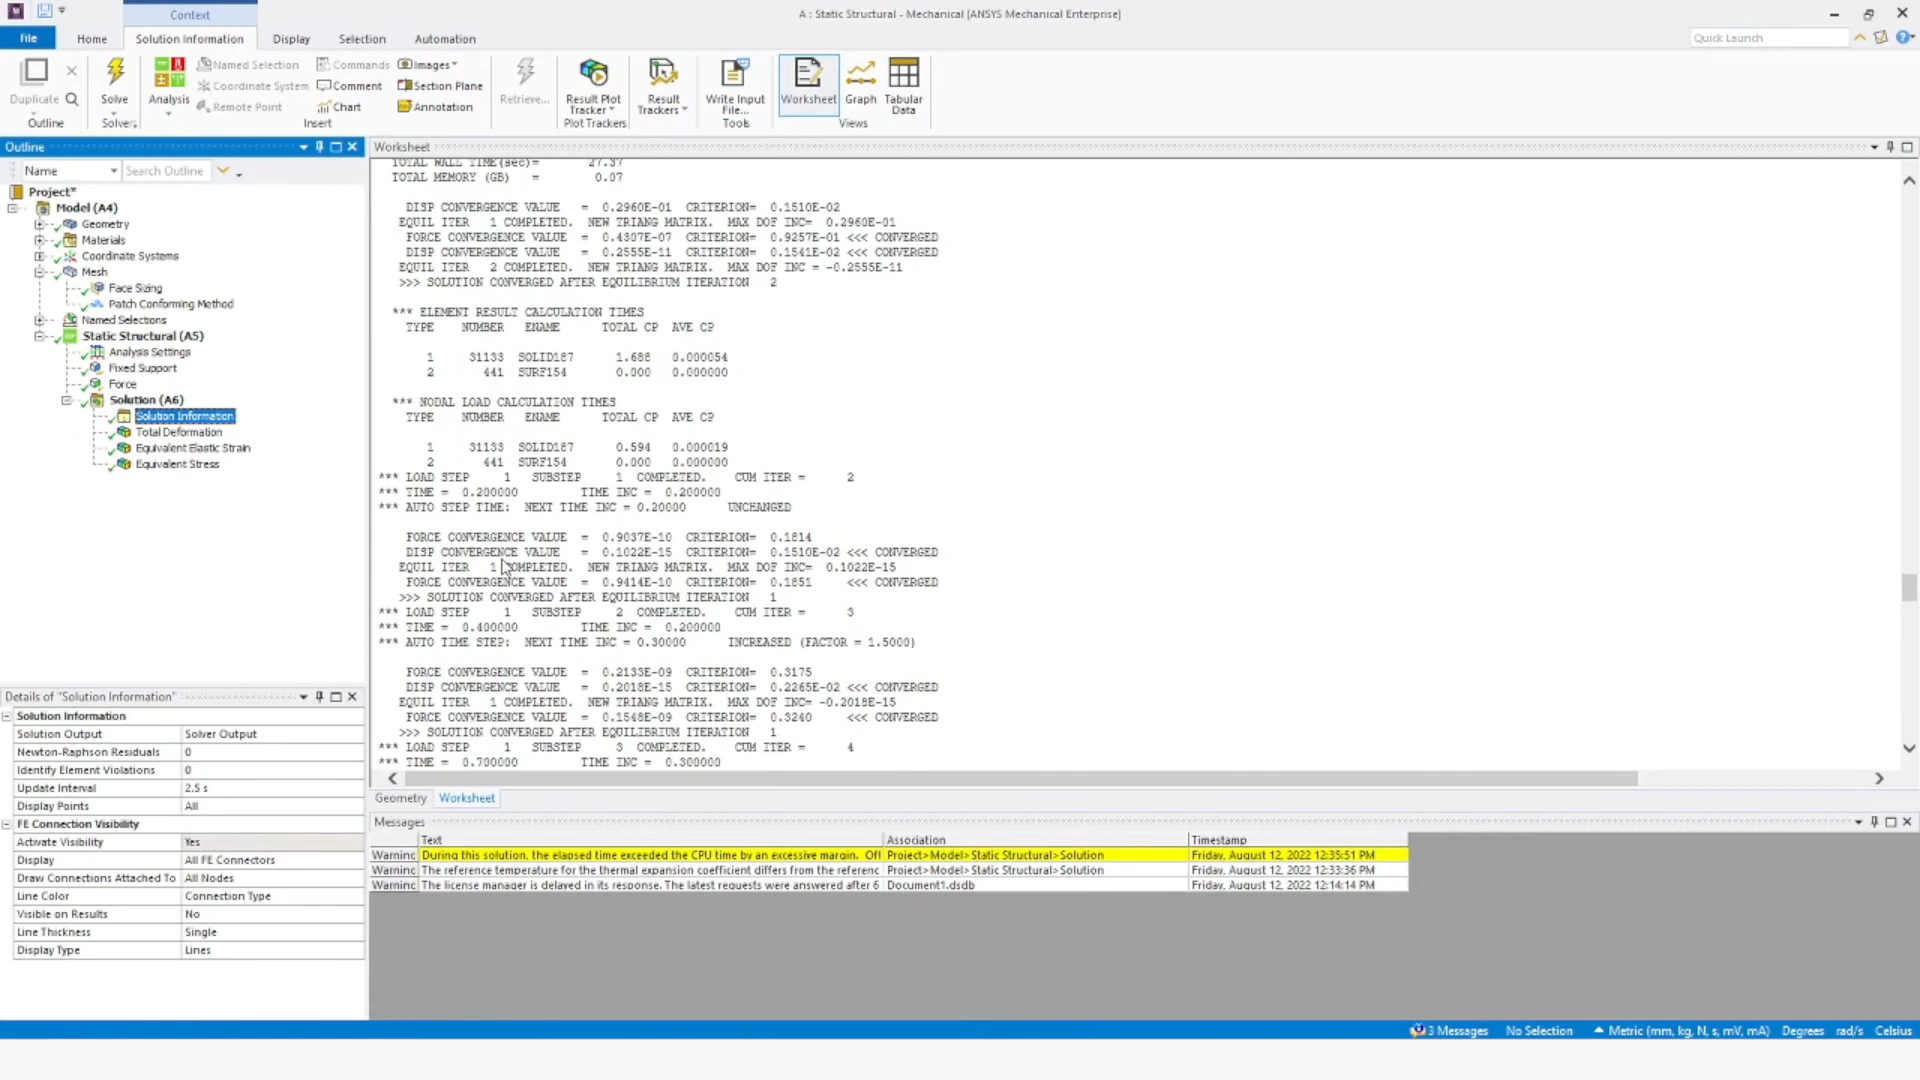 Context
A : Static Structural - Mechanical [ANSYS Mechanical Enterprise]
File Home Solution Information Display Selection Automation
Quick Launch
Duplicate
Outline
Solve
Solver
Analysis
Named Selection
Coordinate System
Remote Point
Commands
Comment
Chart
Images
Section Plane
Annotation
Insert
Retrieve...
Result Plot
Tracker
Plot Trackers
Result
Trackers
Write Input
File...
Tools
Worksheet
Graph
Tabular
Data
Views
Outline
Name
Search Outline
Project*
Model (A4)
Geometry
Materials
Coordinate Systems
Mesh
Face Sizing
Patch Conforming Method
Named Selections
Static Structural (A5)
Analysis Settings
Fixed Support
Force
Solution (A6)
Solution Information
Total Deformation
Equivalent Elastic Strain
Equivalent Stress
Details of "Solution Information"
Solution Information
Solution Output Solver Output
Newton-Raphson Residuals 0
Identify Element Violations 0
Update Interval 2.5 s
Display Points All
FE Connection Visibility
Activate Visibility Yes
Display All FE Connectors
Draw Connections Attached To All Nodes
Line Color Connection Type
Visible on Results No
Line Thickness Single
Display Type Lines
Worksheet
TOTAL WALL TIME(sec)= 27.37
TOTAL MEMORY (GB) = 0.07
DISP CONVERGENCE VALUE = 0.2960E-01 CRITERION= 0.1510E-02
EQUIL ITER 1 COMPLETED. NEW TRIANG MATRIX. MAX DOF INC= 0.2960E-01
FORCE CONVERGENCE VALUE = 0.4307E-07 CRITERION= 0.9257E-01 <<< CONVERGED
DISP CONVERGENCE VALUE = 0.2555E-11 CRITERION= 0.1541E-02 <<< CONVERGED
EQUIL ITER 2 COMPLETED. NEW TRIANG MATRIX. MAX DOF INC = -0.2555E-11
>>> SOLUTION CONVERGED AFTER EQUILIBRIUM ITERATION 2
*** ELEMENT RESULT CALCULATION TIMES
TYPE NUMBER ENAME TOTAL CP AVE CP
1 31133 SOLID187 1.688 0.000054
2 441 SURF154 0.000 0.000000
*** NODAL LOAD CALCULATION TIMES
TYPE NUMBER ENAME TOTAL CP AVE CP
1 31133 SOLID187 0.594 0.000019
2 441 SURF154 0.000 0.000000
*** LOAD STEP 1 SUBSTEP 1 COMPLETED. CUM ITER = 2
*** TIME = 0.200000 TIME INC = 0.200000
*** AUTO STEP TIME: NEXT TIME INC = 0.20000 UNCHANGED
FORCE CONVERGENCE VALUE = 0.9037E-10 CRITERION= 0.1814
DISP CONVERGENCE VALUE = 0.1022E-15 CRITERION= 0.1510E-02 <<< CONVERGED
EQUIL ITER 1 COMPLETED. NEW TRIANG MATRIX. MAX DOF INC= 0.1022E-15
FORCE CONVERGENCE VALUE = 0.9414E-10 CRITERION= 0.1851 <<< CONVERGED
>>> SOLUTION CONVERGED AFTER EQUILIBRIUM ITERATION 1
*** LOAD STEP 1 SUBSTEP 2 COMPLETED. CUM ITER = 3
*** TIME = 0.400000 TIME INC = 0.200000
*** AUTO TIME STEP: NEXT TIME INC = 0.30000 INCREASED (FACTOR = 1.5000)
FORCE CONVERGENCE VALUE = 0.2133E-09 CRITERION= 0.3175
DISP CONVERGENCE VALUE = 0.2018E-15 CRITERION= 0.2265E-02 <<< CONVERGED
EQUIL ITER 1 COMPLETED. NEW TRIANG MATRIX. MAX DOF INC= -0.2018E-15
FORCE CONVERGENCE VALUE = 0.1548E-09 CRITERION= 0.3240 <<< CONVERGED
>>> SOLUTION CONVERGED AFTER EQUILIBRIUM ITERATION 1
*** LOAD STEP 1 SUBSTEP 3 COMPLETED. CUM ITER = 4
*** TIME = 0.700000 TIME INC = 0.300000
Geometry Worksheet
Messages
Text Association Timestamp
Warning During this solution, the elapsed time exceeded the CPU time by an excessive margin. Of Project>Model>Static Structural>Solution Friday, August 12, 2022 12:35:51 PM
Warning The reference temperature for the thermal expansion coefficient differs from the referenc Project>Model>Static Structural>Solution Friday, August 12, 2022 12:33:36 PM
Warning The license manager is delayed in its response. The latest requests were answered after 6 Document1.dsdb Friday, August 12, 2022 12:14:14 PM
3 Messages No Selection Metric (mm, kg, N, s, mV, mA) Degrees rad/s Celsius